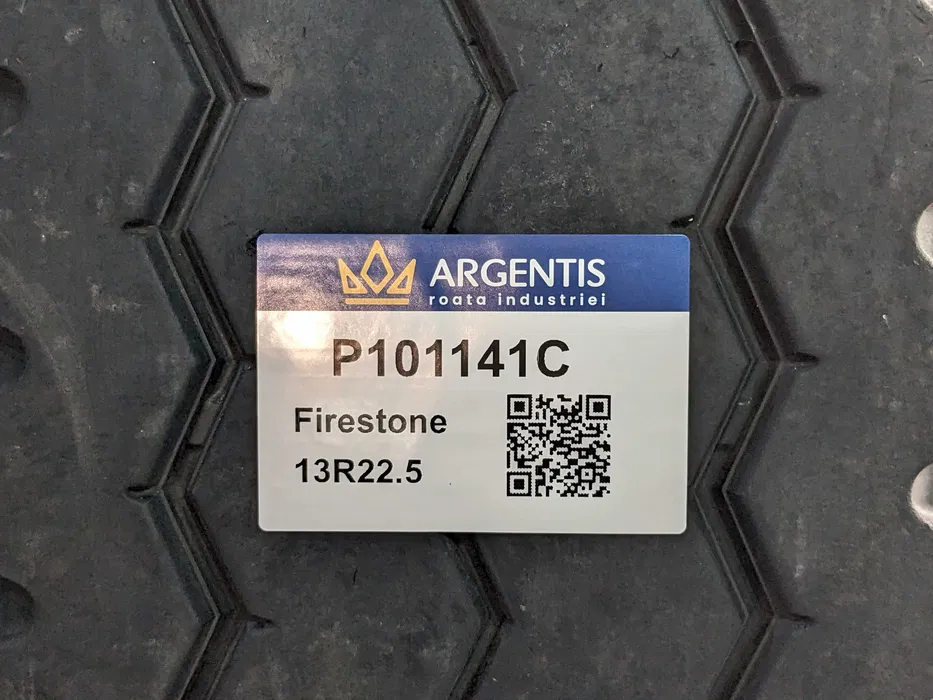 ARGENTIS
roata industriei
P101141C
Firestone
13R22.5